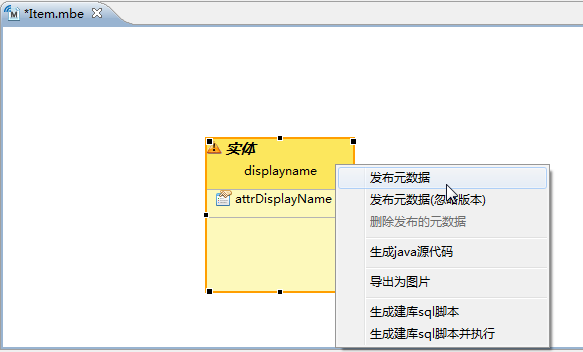 *Item.mbe
实体
displayname
attrDisplayName
发布元数据
发布元数据(忽略版本)
删除发布的元数据
生成java源代码
导出为图片
生成建库sql脚本
生成建库sql脚本并执行